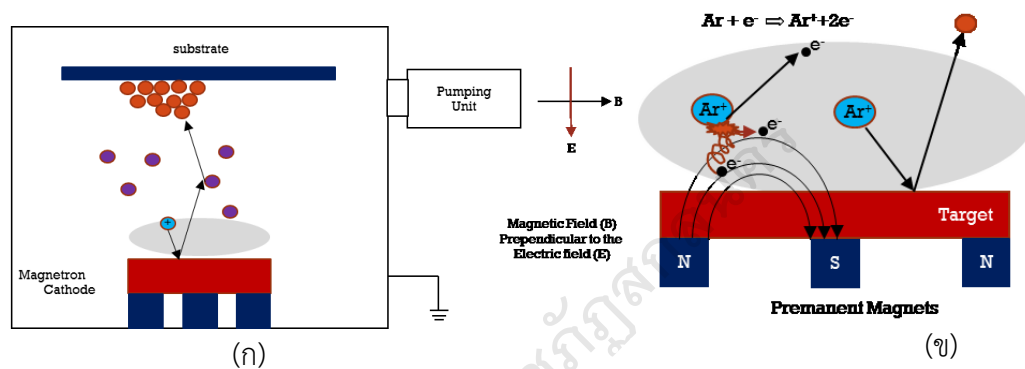 substrate
Pumping
Unit
Magnetron
Cathode
+
(ก)
B
E
Magnetic Field (B)
Prependicular to the
Electric field (E)
Ar + e⁻ ⇨ Ar⁺+2e⁻
e⁻
Ar⁺
e⁻
e⁻
Ar⁺
Target
N
S
N
Premanent Magnets
(ข)